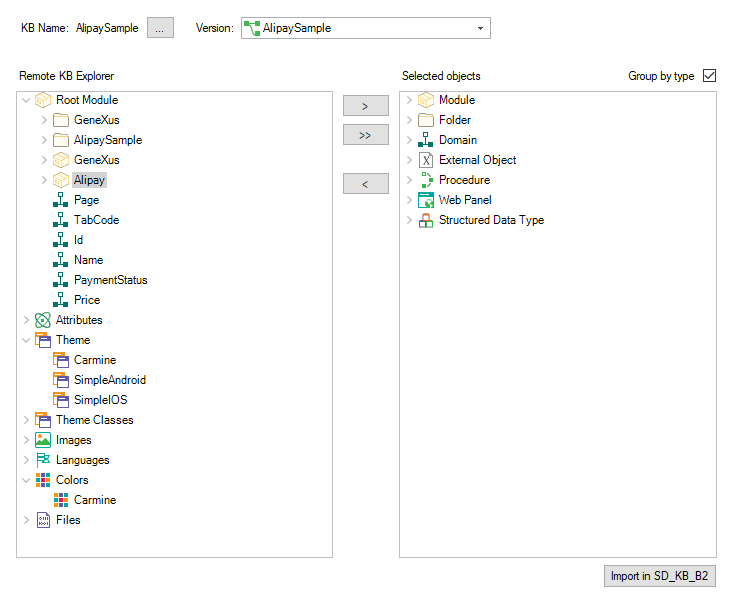 KB Name: AlipaySample ... Version: AlipaySample
Remote KB Explorer
Root Module
GeneXus
AlipaySample
GeneXus
Alipay
Page
TabCode
Id
Name
PaymentStatus
Price
Attributes
Theme
Carmine
SimpleAndroid
SimpleIOS
Theme Classes
Images
Languages
Colors
Carmine
Files
>
>>
<
Selected objects Group by type
Module
Folder
Domain
External Object
Procedure
Web Panel
Structured Data Type
Import in SD_KB_B2